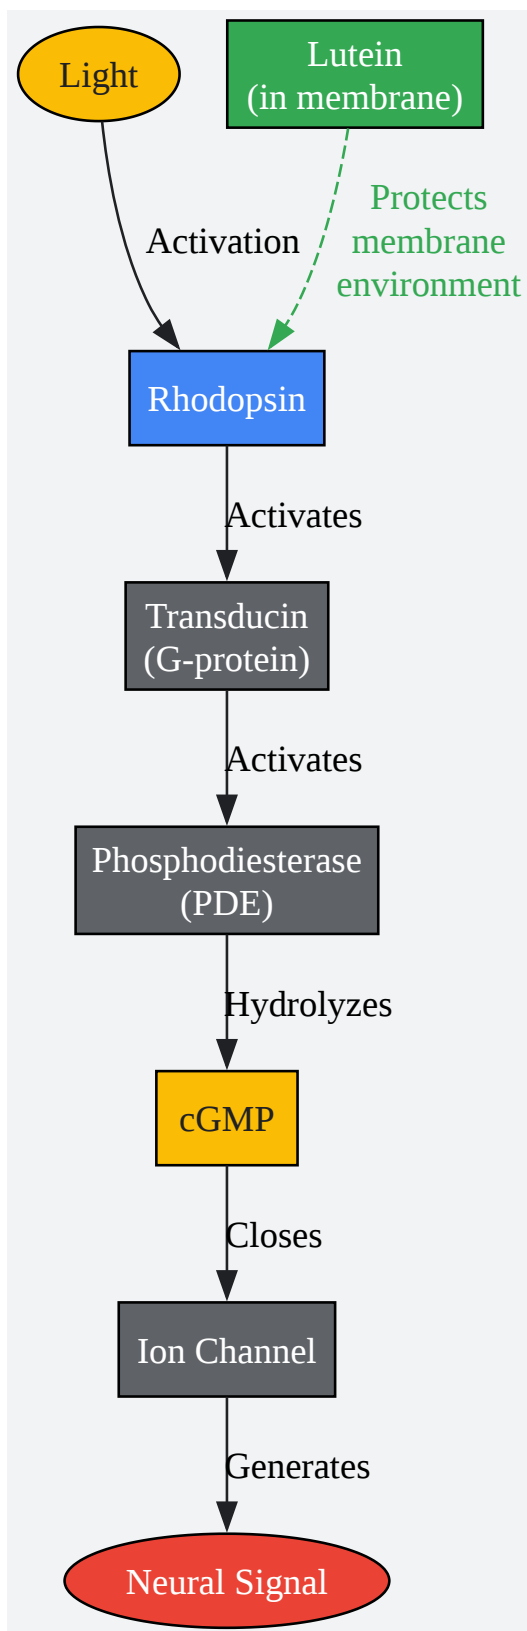 Light
Lutein
(in membrane)
Activation
Protects
membrane
environment
Rhodopsin
Activates
Transducin
(G-protein)
Activates
Phosphodiesterase
(PDE)
Hydrolyzes
cGMP
Closes
Ion Channel
Generates
Neural Signal